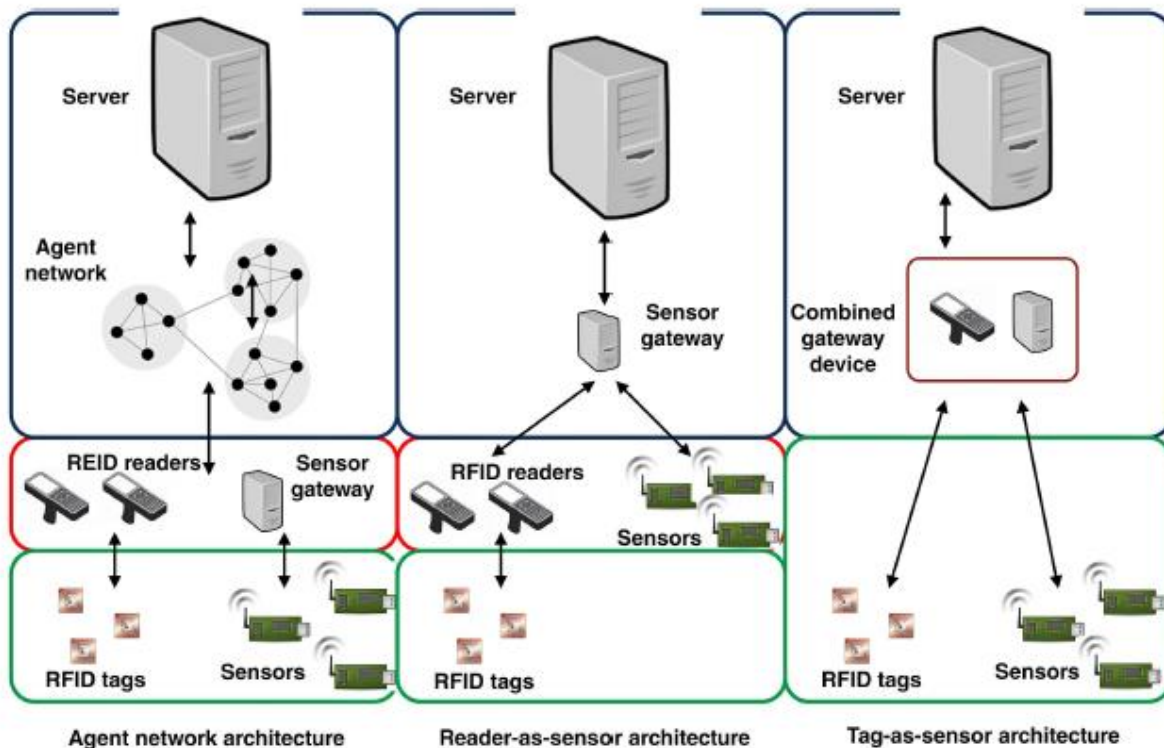 Server
Agent
network
REID readers
Sensor
gateway
RFID tags
Sensors
Agent network architecture
Server
Sensor
gateway
RFID readers
Sensors
RFID tags
Reader-as-sensor architecture
Server
Combined
gateway
device
RFID tags
Sensors
Tag-as-sensor architecture